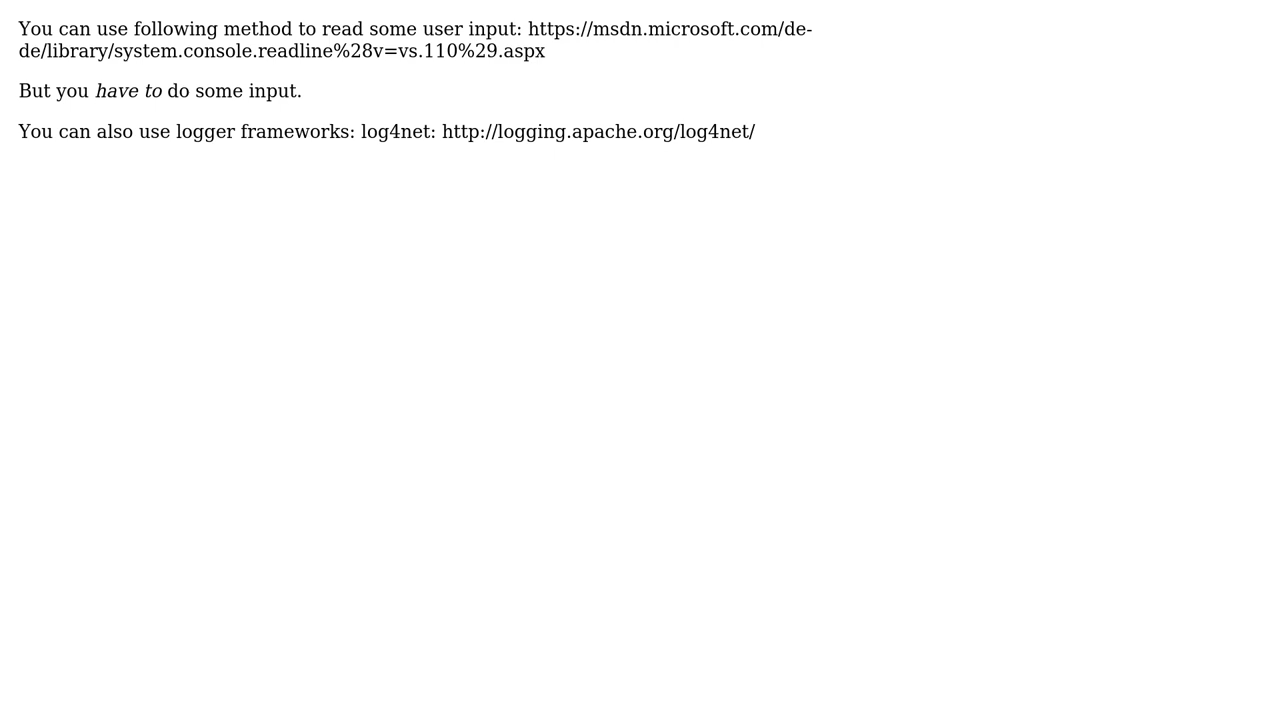 You can use following method to read some user input: https://msdn.microsoft.com/de-
de/library/system.console.readline%28v=vs.110%29.aspx
But you have to do some input.
You can also use logger frameworks: log4net: http://logging.apache.org/log4net/